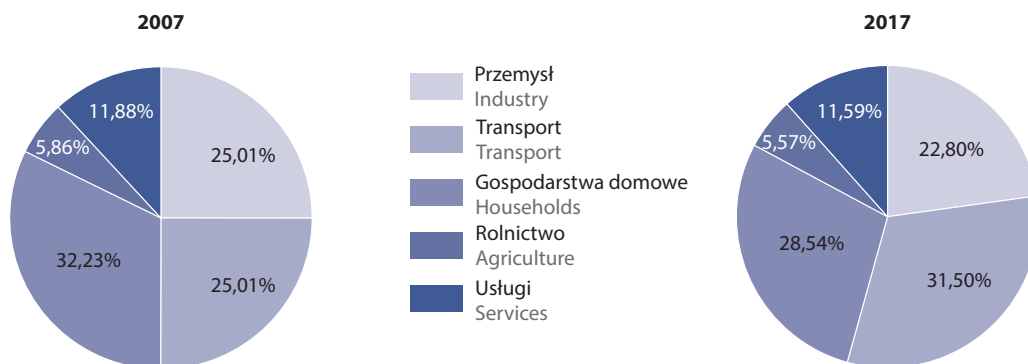 2007
11,88%
5,86%
25,01%
32,23%
25,01%
Przemysł
Industry
Transport
Transport
Gospodarstwa domowe
Households
Rolnictwo
Agriculture
Usługi
Services
2017
11,59%
5,57%
22,80%
28,54%
31,50%